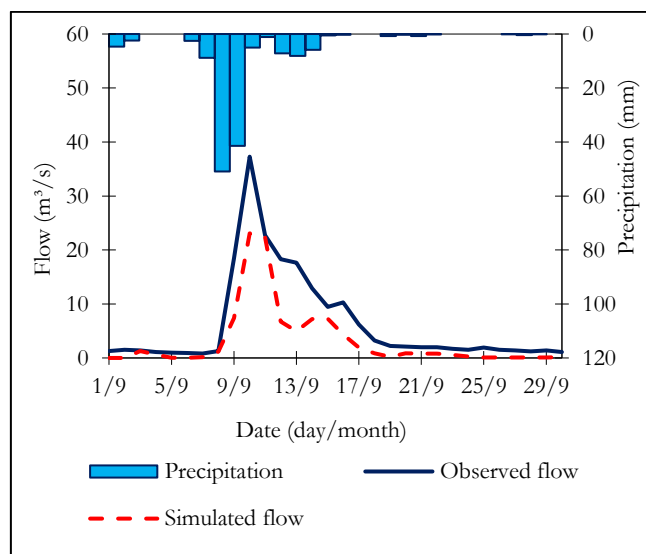 60
50
40
30
20
10
0
Flow (m³/s)
0
20
40
60
80
100
120
Precipitation (mm)
1/9 5/9 9/9 13/9 17/9 21/9 25/9 29/9
Date (day/month)
Precipitation Observed flow
Simulated flow